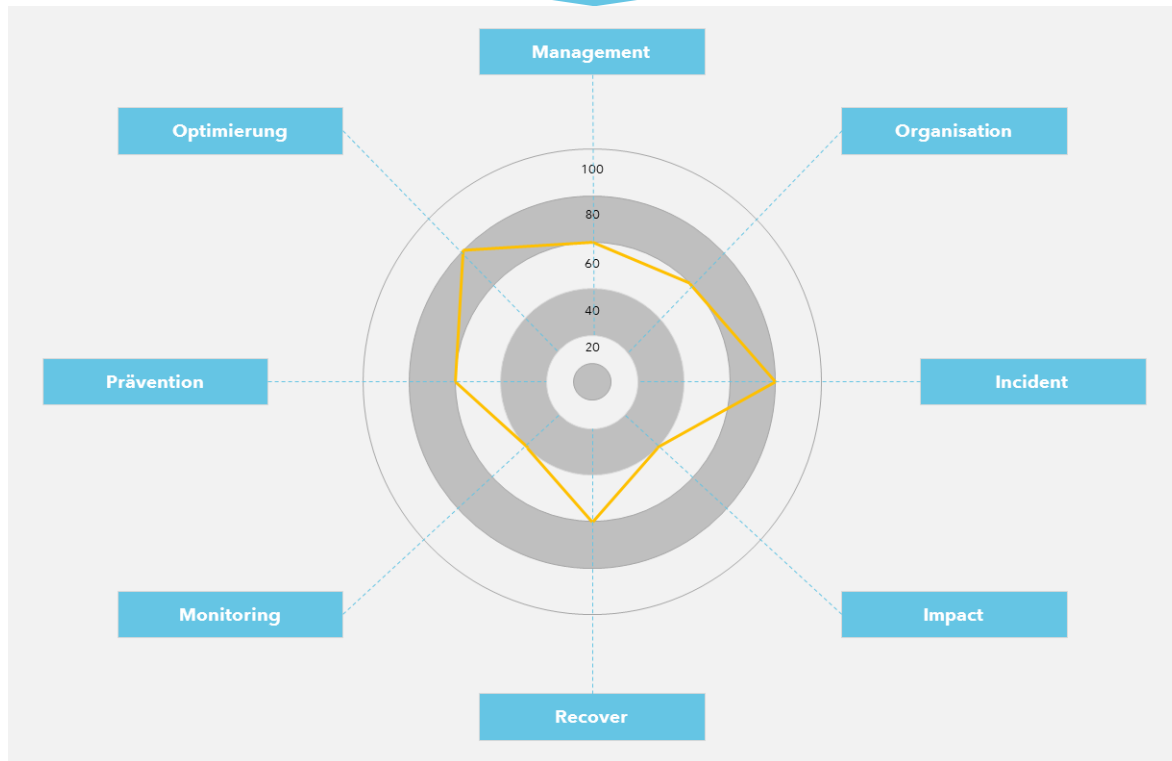 Management
Optimierung
Organisation
100
80
60
40
20
Prävention
Incident
Monitoring
Impact
Recover